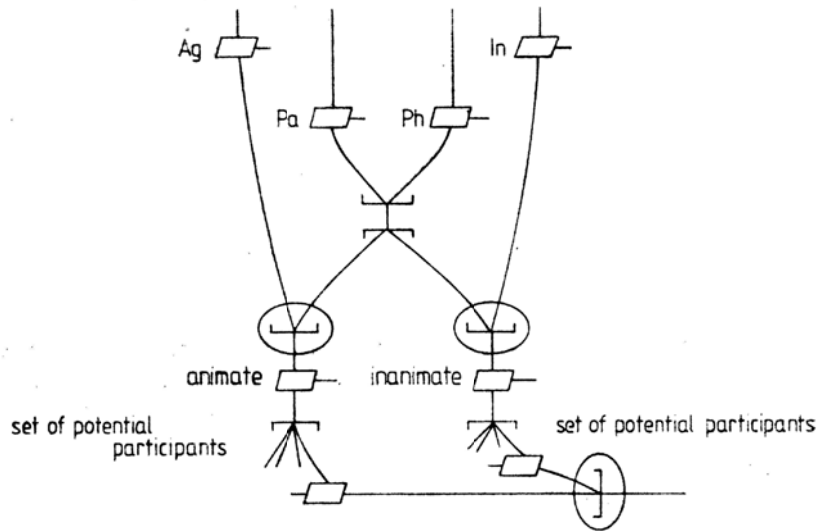 Ag
In
Pa
Ph
animate
inanimate
set of potential
participants
set of potential participants